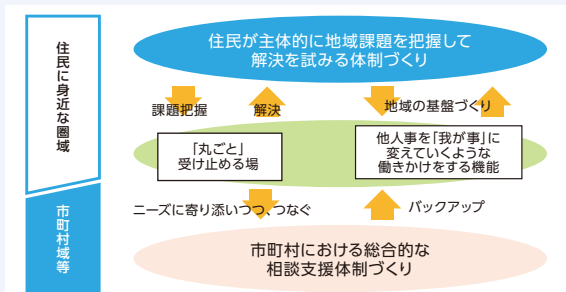 住民に身近な圏域
住民が主体的に地域課題を把握して
解決を試みる体制づくり
課題把握
解決
地域の基盤づくり
「丸ごと」
受け止める場
他人事を「我が事」に
変えていくような
働きかけをする機能
市町村域等
ニーズに寄り添いつつ、つなぐ
バックアップ
市町村における総合的な
相談支援体制づくり